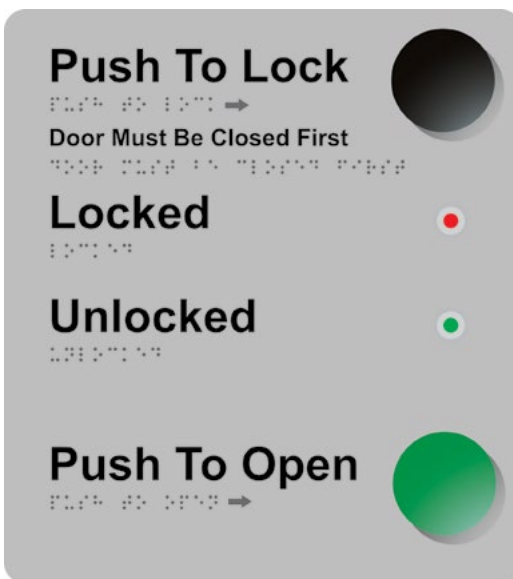 Push To Lock
⠏⠥⠎⠓ ⠞⠕ ⠇⠕⠉⠅
Door Must Be Closed First
⠙⠕⠕⠗ ⠍⠥⠎⠞ ⠃⠑ ⠉⠇⠕⠎⠑⠙ ⠋⠊⠗⠎⠞
Locked
⠇⠕⠉⠅⠑⠙
Unlocked
⠥⠝⠇⠕⠉⠅⠑⠙
Push To Open
⠏⠥⠎⠓ ⠞⠕ ⠕⠏⠑⠝